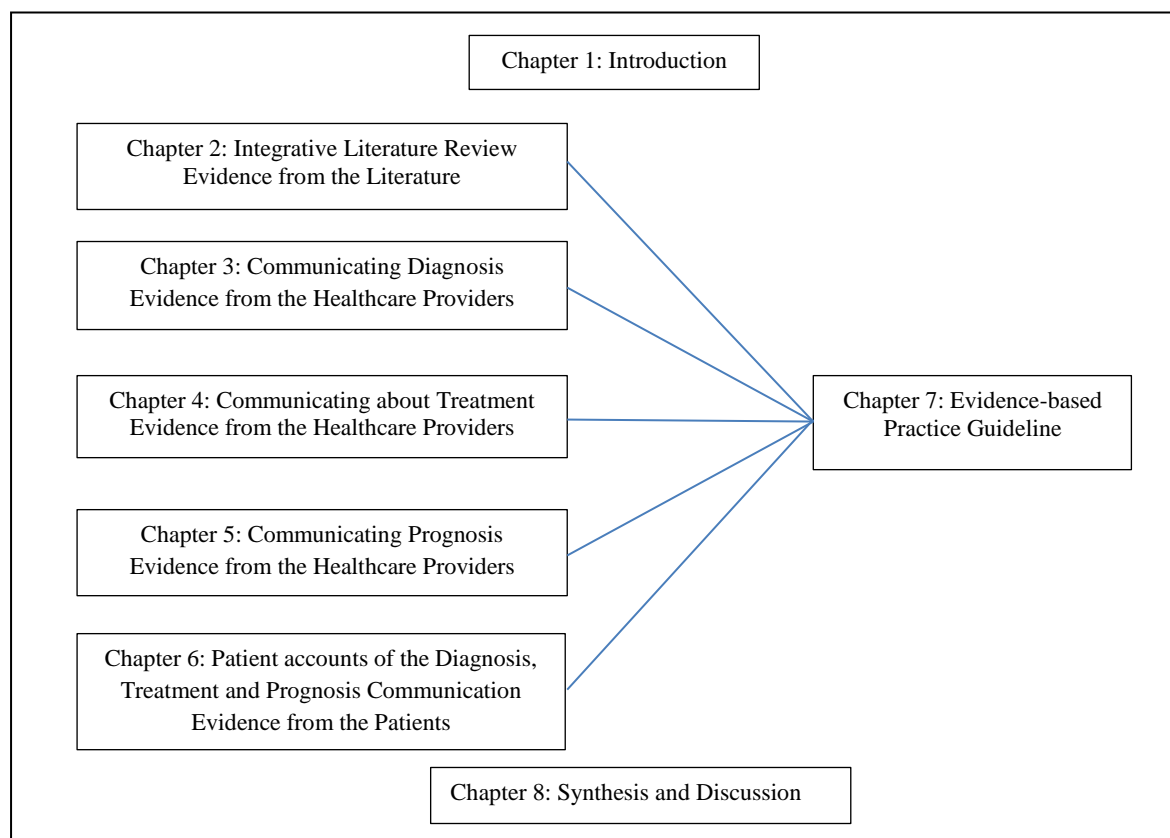 Chapter 1: Introduction
Chapter 2: Integrative Literature Review
Evidence from the Literature
Chapter 3: Communicating Diagnosis
Evidence from the Healthcare Providers
Chapter 4: Communicating about Treatment
Evidence from the Healthcare Providers
Chapter 7: Evidence-based
Practice Guideline
Chapter 5: Communicating Prognosis
Evidence from the Healthcare Providers
Chapter 6: Patient accounts of the Diagnosis,
Treatment and Prognosis Communication
Evidence from the Patients
Chapter 8: Synthesis and Discussion